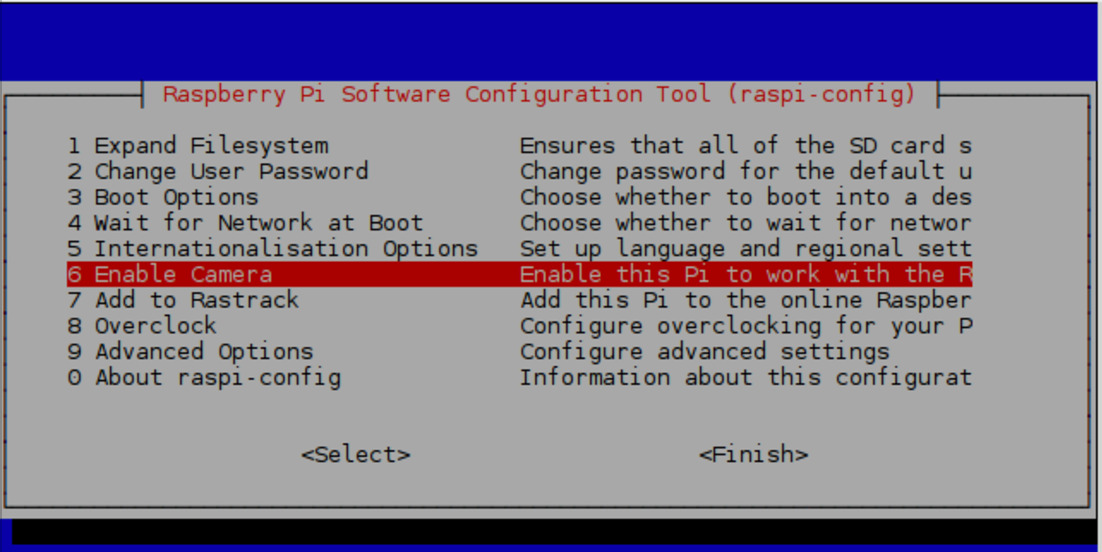 Raspberry Pi Software Configuration Tool (raspi-config)
1 Expand Filesystem Ensures that all of the SD card s
2 Change User Password Change password for the default u
3 Boot Options Choose whether to boot into a des
4 Wait for Network at Boot Choose whether to wait for networ
5 Internationalisation Options Set up language and regional sett
6 Enable Camera Enable this Pi to work with the R
7 Add to Rastrack Add this Pi to the online Raspber
8 Overclock Configure overclocking for your P
9 Advanced Options Configure advanced settings
0 About raspi-config Information about this configurat
<Select> <Finish>